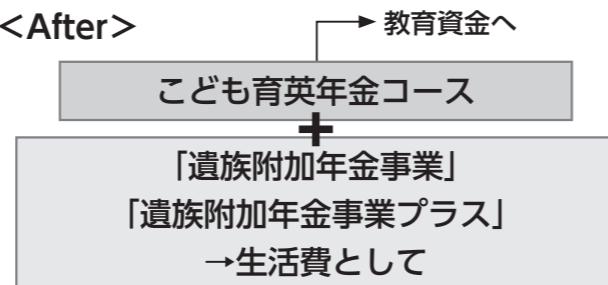 ＜After＞
教育資金へ
こども育英年金コース
+
「遺族附加年金事業」
「遺族附加年金事業プラス」
→生活費として